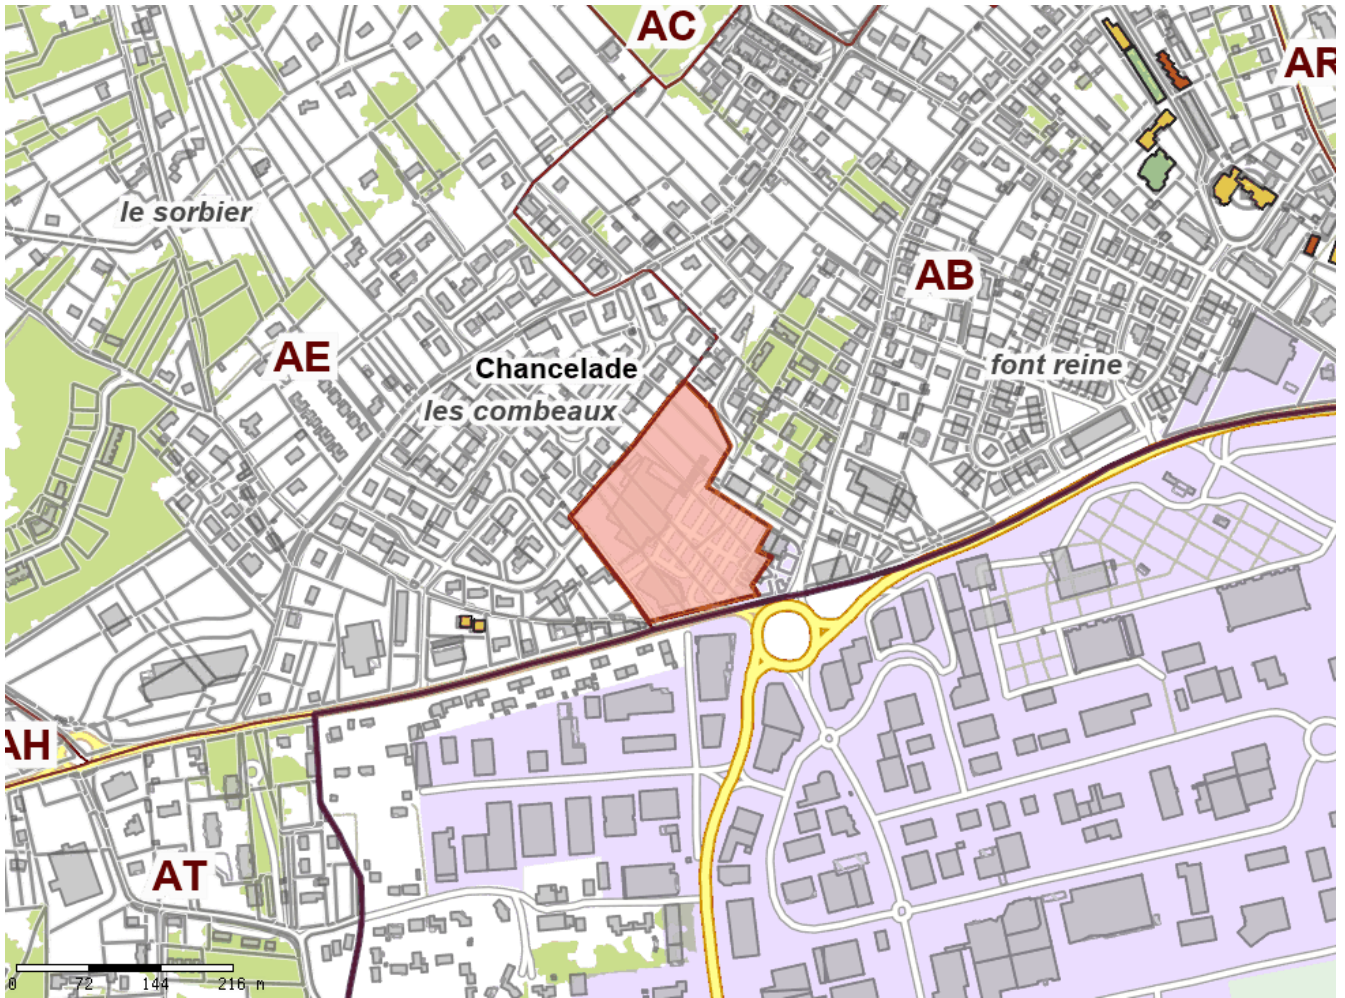 AC
AR
le sorbier
AB
AE
Chancelade
font reine
les combeaux
AH
AT
0 72 144 216 m